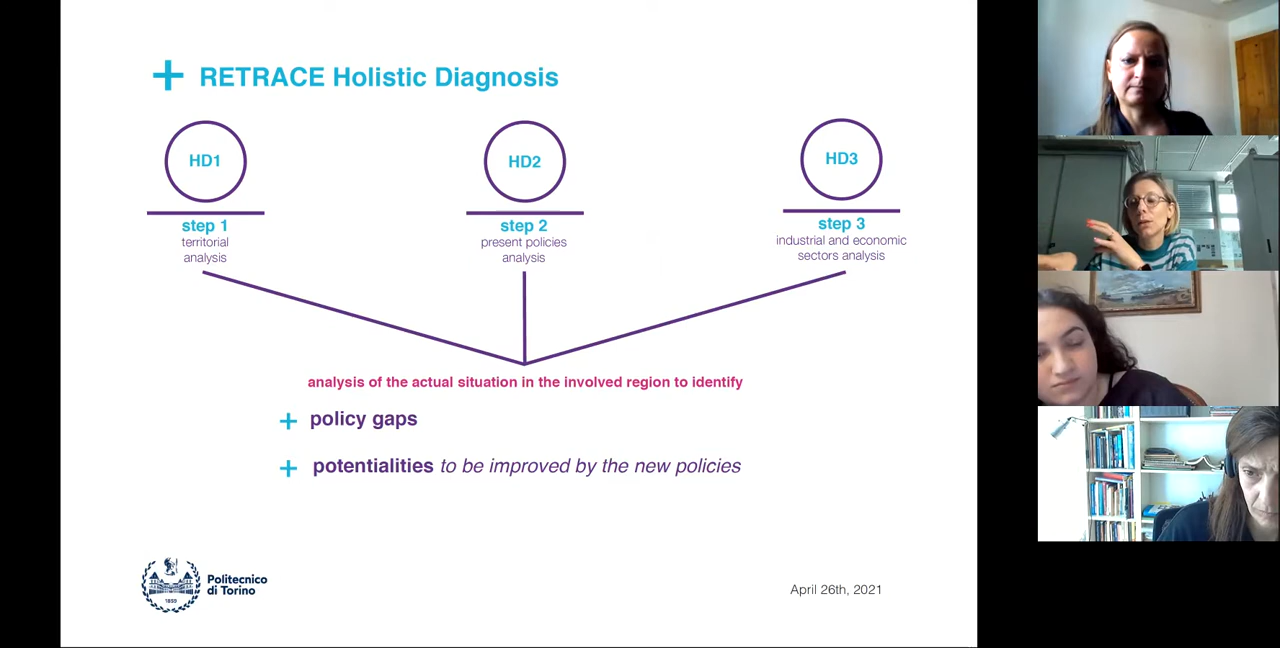 + RETRACE Holistic Diagnosis
HD1
HD2
HD3
step 1
territorial
analysis
step 2
present policies
analysis
step 3
industrial and economic
sectors analysis
analysis of the actual situation in the involved region to identify
+ policy gaps
+ potentialities to be improved by the new policies
Politecnico
di Torino
1859
April 26th, 2021